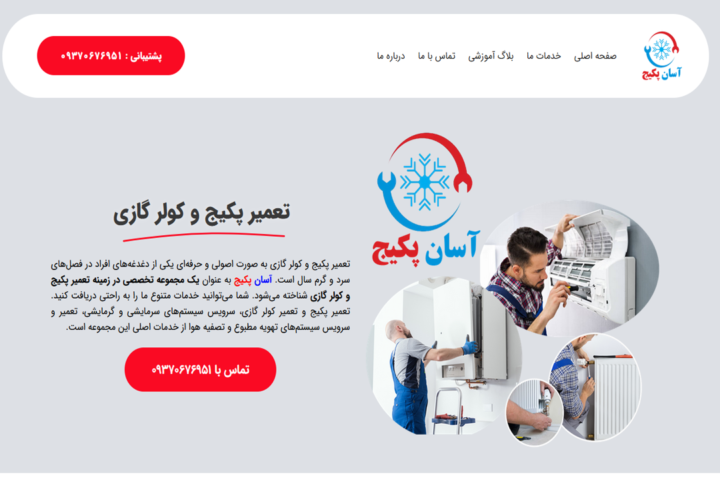 آسان پکیج
صفحه اصلی
خدمات ما
بلاگ آموزشی
تماس با ما
درباره ما
پشتیبانی : ۰۹۳۷۰۶۷۶۹۵۱
آسان پکیج
تعمیر پکیج و کولر گازی
تعمیر پکیج و کولر گازی به صورت اصولی و حرفه‌ای یکی از دغدغه‌های افراد در فصل‌های
سرد و گرم سال است. آسان پکیج به عنوان یک مجموعه تخصصی در زمینه تعمیر پکیج
و کولر گازی شناخته می‌شود. شما می‌توانید خدمات متنوع ما را به راحتی دریافت کنید.
تعمیر پکیج و تعمیر کولر گازی، سرویس سیستم‌های سرمایشی و گرمایشی، تعمیر و
سرویس سیستم‌های تهویه مطبوع و تصفیه هوا از خدمات اصلی این مجموعه است.
تماس با ۰۹۳۷۰۶۷۶۹۵۱